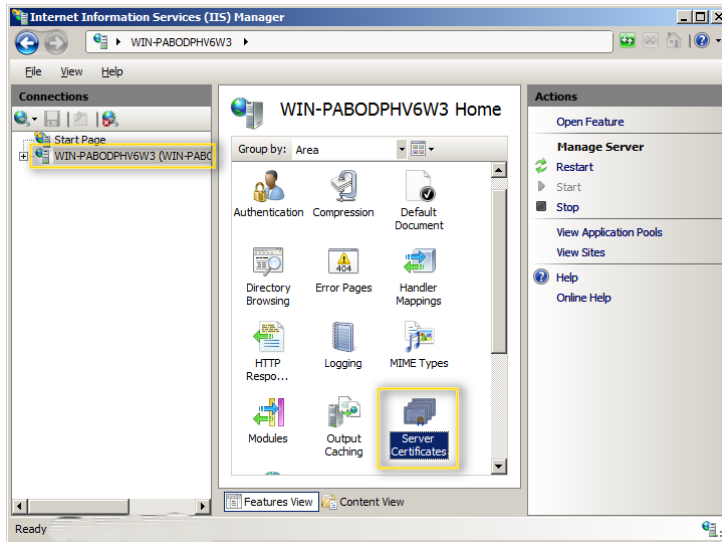 Internet Information Services (IIS) Manager
WIN-PABODPHV6W3
File View Help
Connections
Start Page
WIN-PABODPHV6W3 (WIN-PABO
WIN-PABODPHV6W3 Home
Group by: Area
Authentication Compression Default Document
Directory Browsing Error Pages Handler Mappings
404
HTTP Respo... Logging MIME Types
Modules Output Caching Server Certificates
Features View Content View
Actions
Open Feature
Manage Server
Restart
Start
Stop
View Application Pools
View Sites
Help
Online Help
Ready